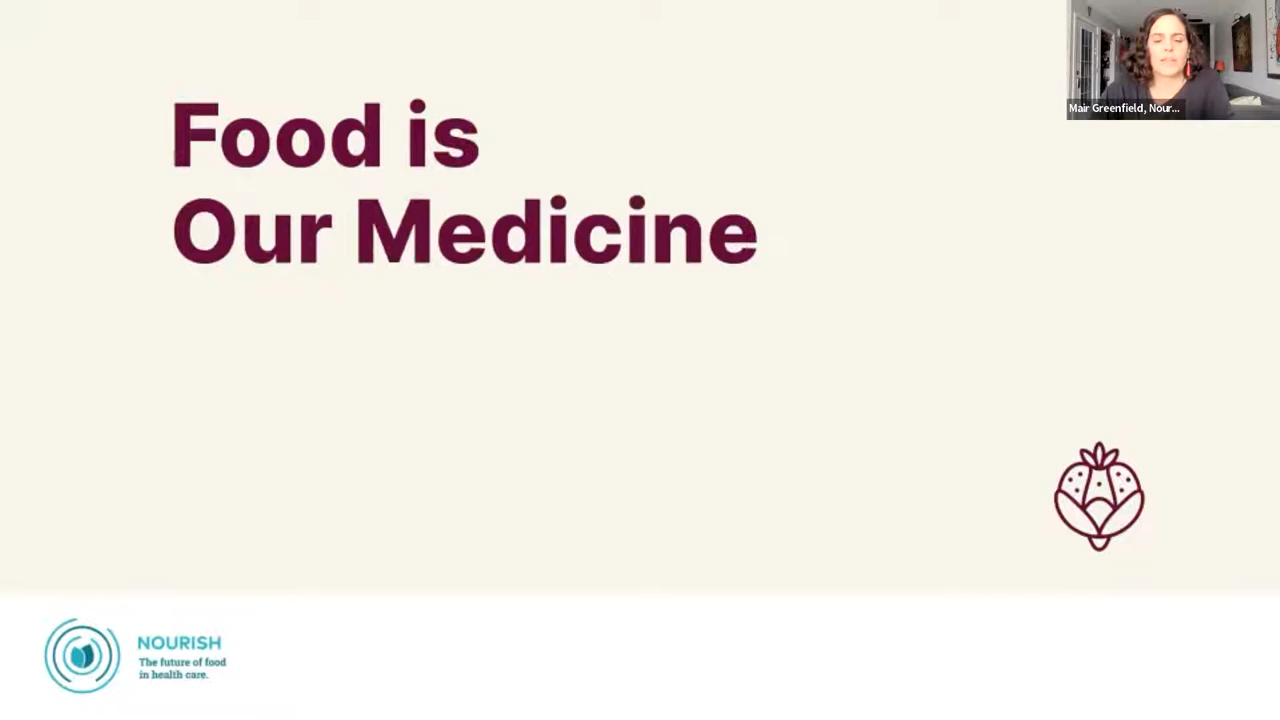 Food is
Our Medicine
Mair Greenfield, Nour...
NOURISH
The future of food
in health care.